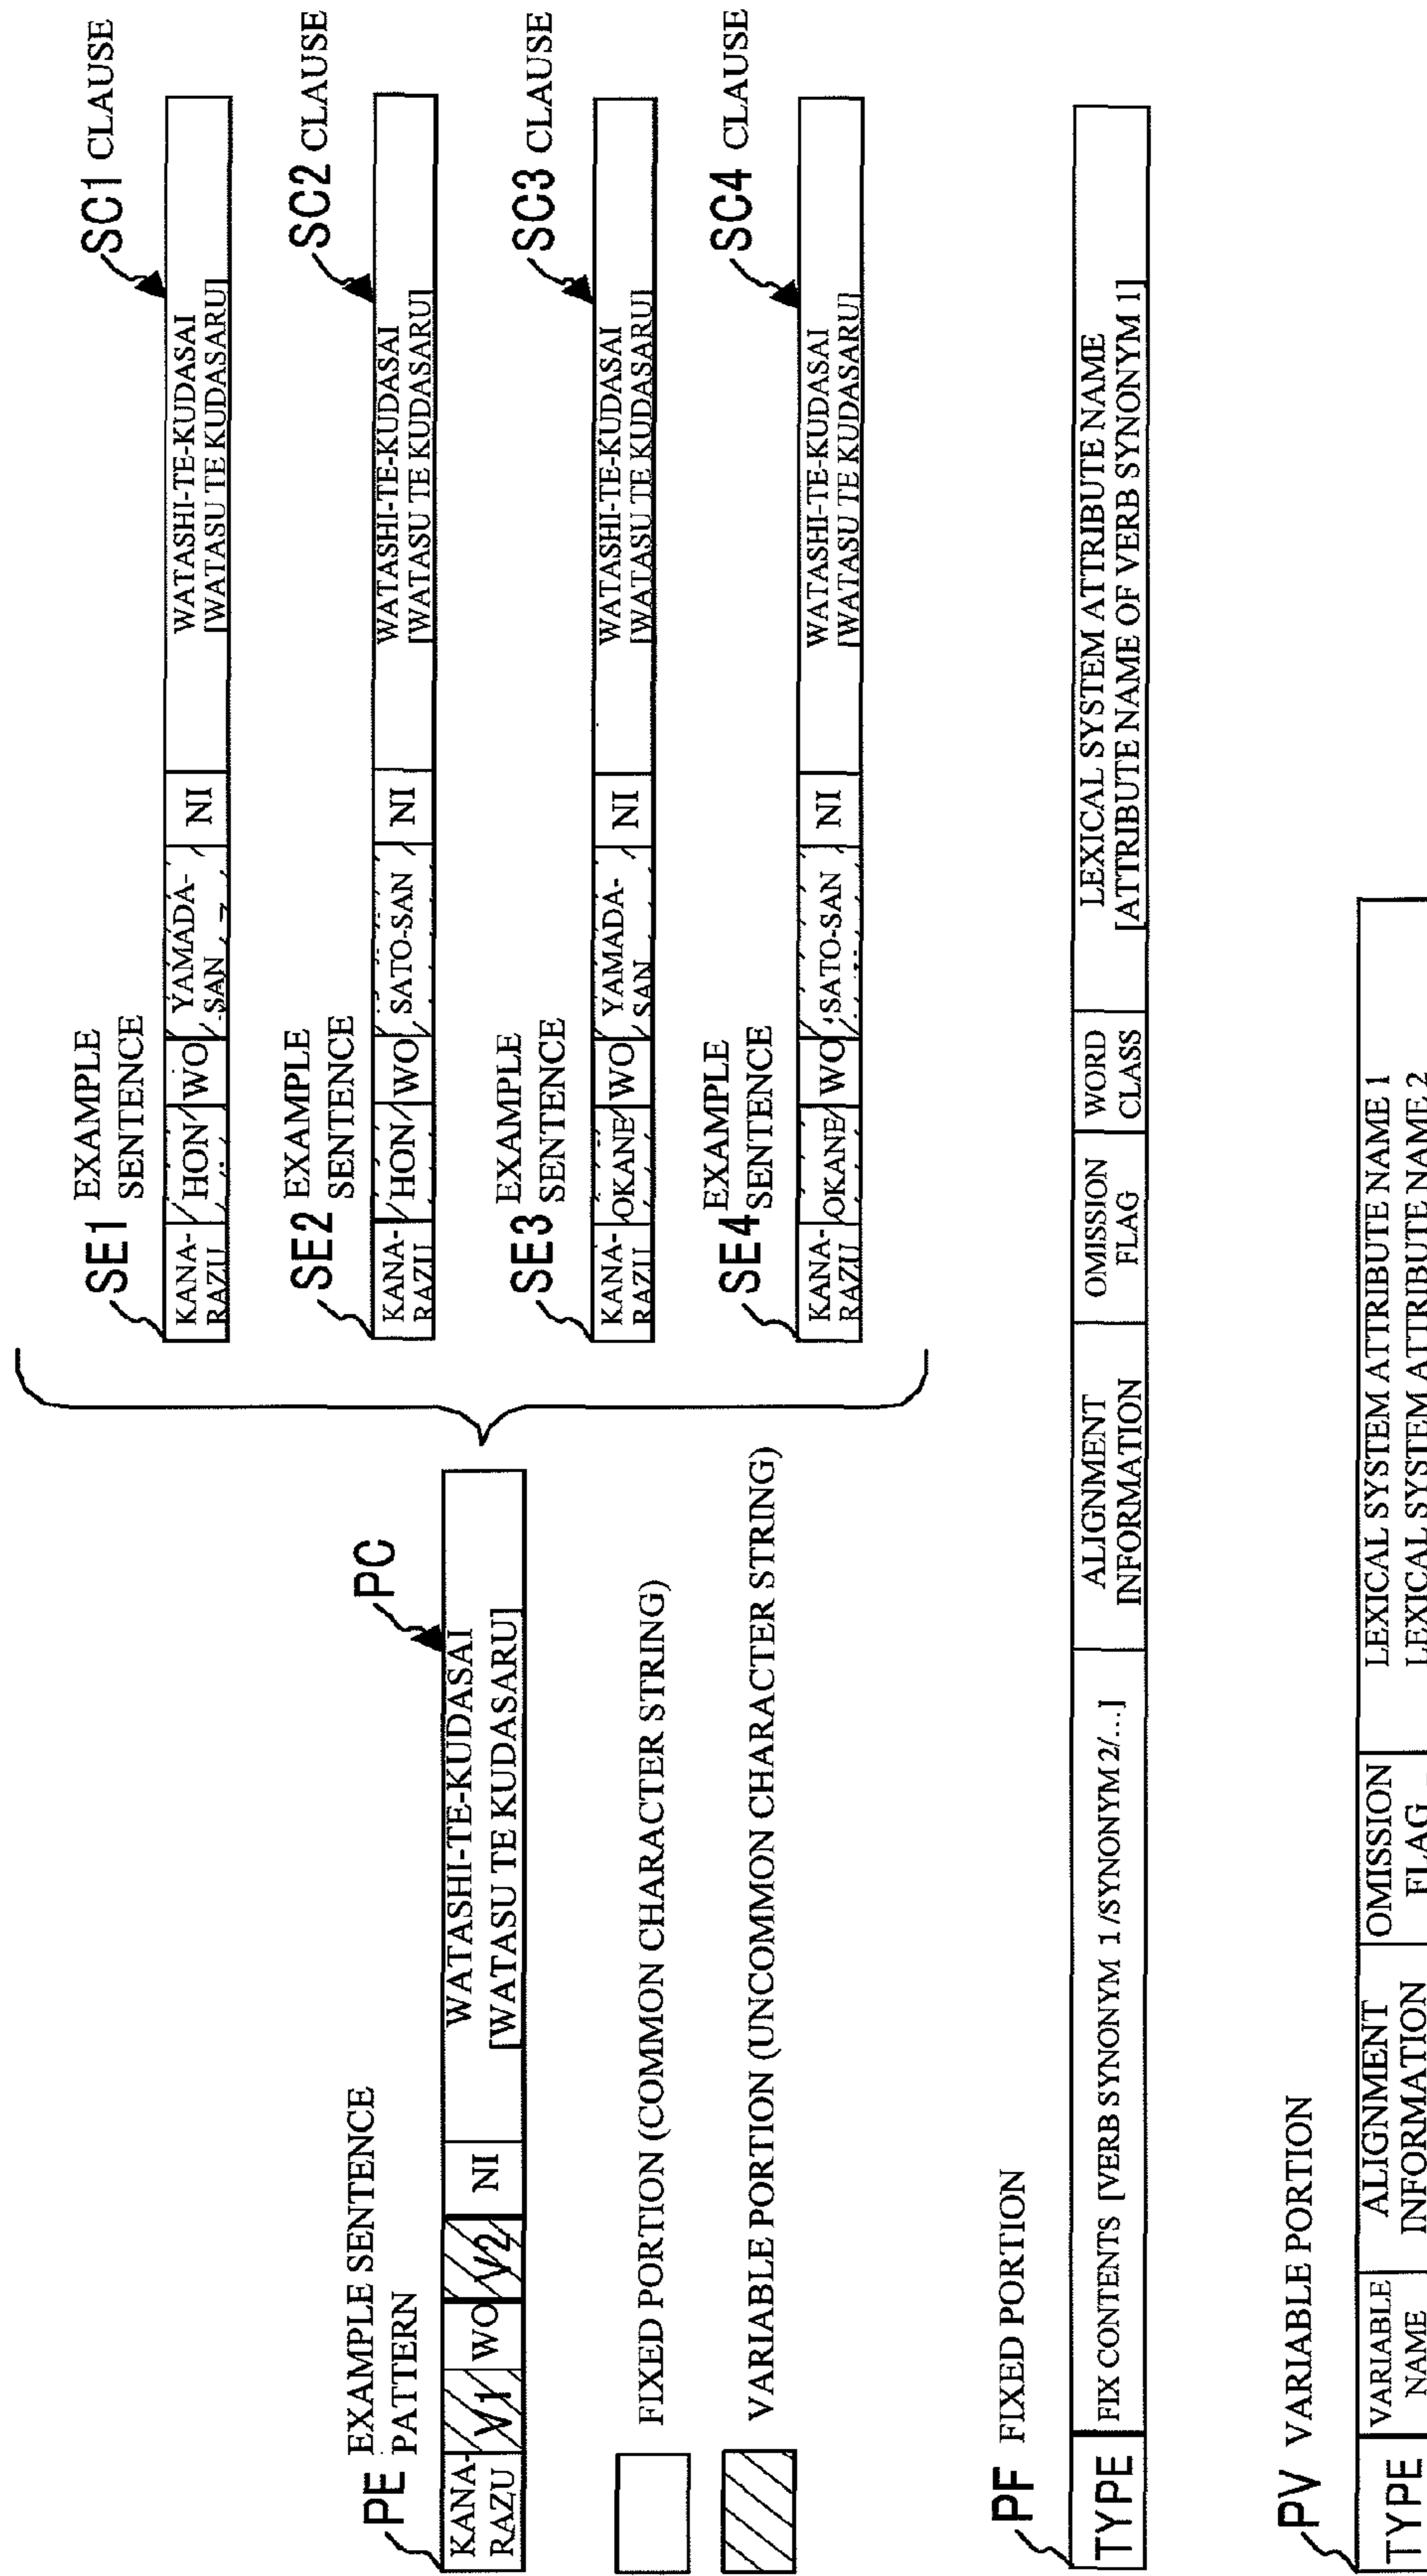 PE EXAMPLE SENTENCE
PATTERN
KANA-
RAZU
V1
WO
V2
NI
WATASHI-TE-KUDASAI
[WATASU TE KUDASARU]
PC
FIXED PORTION (COMMON CHARACTER STRING)
VARIABLE PORTION (UNCOMMON CHARACTER STRING)
SE1 EXAMPLE
SENTENCE
KANA-
RAZU
HON
WO
YAMADA-
SAN
NI
WATASHI-TE-KUDASAI
[WATASU TE KUDASARU]
SC1 CLAUSE
SE2 EXAMPLE
SENTENCE
KANA-
RAZU
HON
WO
SATO-SAN
NI
WATASHI-TE-KUDASAI
[WATASU TE KUDASARU]
SC2 CLAUSE
SE3 EXAMPLE
SENTENCE
KANA-
RAZU
OKANE
WO
YAMADA-
SAN
NI
WATASHI-TE-KUDASAI
[WATASU TE KUDASARU]
SC3 CLAUSE
SE4 EXAMPLE
SENTENCE
KANA-
RAZU
OKANE
WO
SATO-SAN
NI
WATASHI-TE-KUDASAI
[WATASU TE KUDASARU]
SC4 CLAUSE
PF FIXED PORTION
TYPE
FIX CONTENTS [VERB SYNONYM 1 /SYNONYM 2/...]
ALIGNMENT
INFORMATION
OMISSION
FLAG
WORD
CLASS
LEXICAL SYSTEM ATTRIBUTE NAME
[ATTRIBUTE NAME OF VERB SYNONYM 1]
PV VARIABLE PORTION
TYPE
VARIABLE
NAME
ALIGNMENT
INFORMATION
OMISSION
FLAG
LEXICAL SYSTEM ATTRIBUTE NAME 1
LEXICAL SYSTEM ATTRIBUTE NAME 2